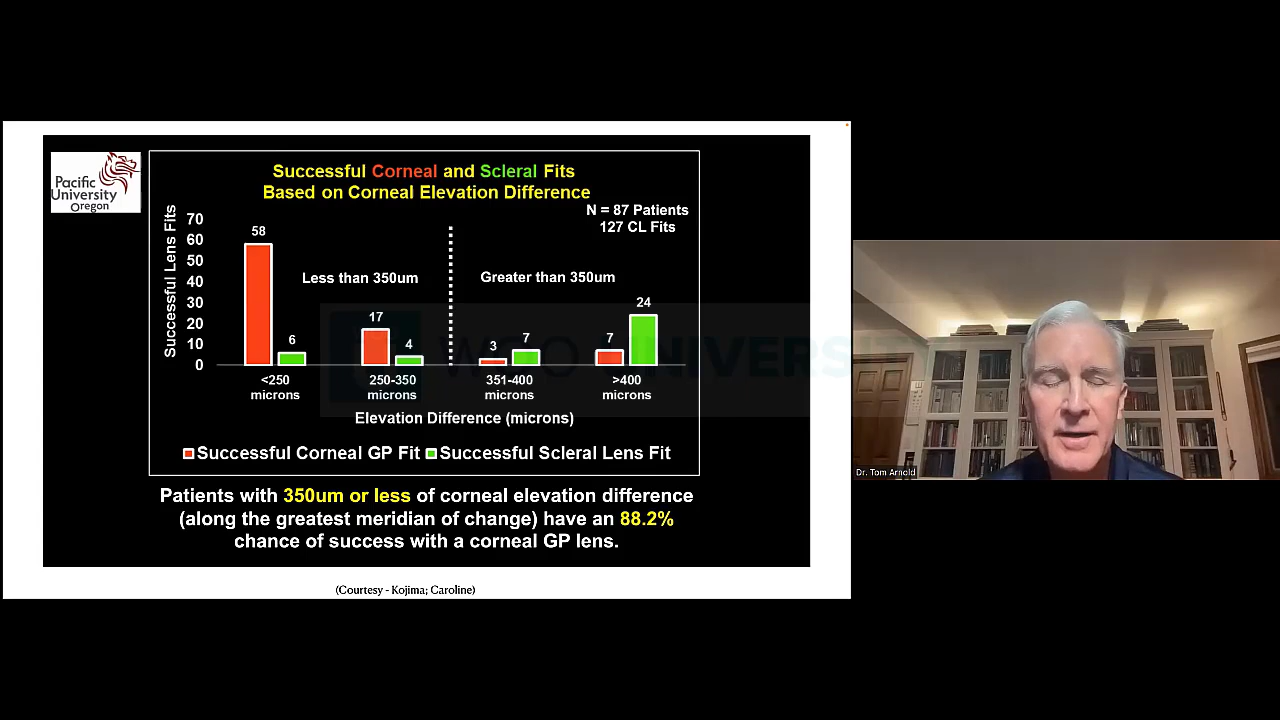 Pacific
University
Oregon
Successful Corneal and Scleral Fits
Based on Corneal Elevation Difference
N = 87 Patients
127 CL Fits
Successful Lens Fits
70
60
50
40
30
20
10
0
58
6
17
4
3
7
7
24
Less than 350um
Greater than 350um
<250
microns
250-350
microns
351-400
microns
>400
microns
Elevation Difference (microns)
Successful Corneal GP Fit
Successful Scleral Lens Fit
Patients with 350um or less of corneal elevation difference
(along the greatest meridian of change) have an 88.2%
chance of success with a corneal GP lens.
(Courtesy - Kojima; Caroline)
Dr. Tom Arnold